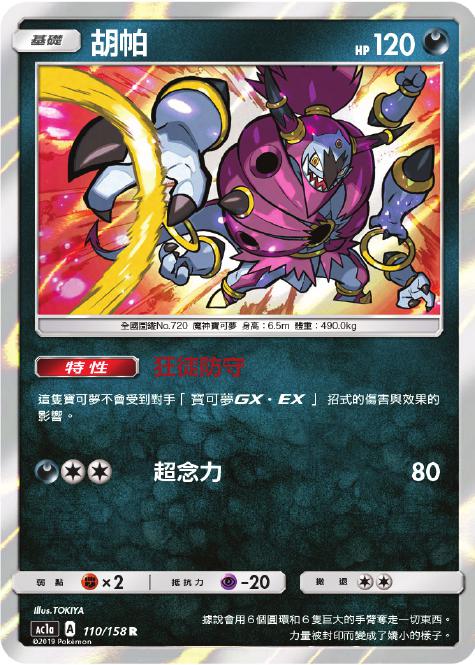 基礎 胡帕 HP 120
全國圖鑑No.720 魔神寶可夢 身高：6.5m 體重：490.0kg
特性 狂徒防守
這隻寶可夢不會受到對手「寶可夢GX・EX」招式的傷害與效果的
影響。
超念力 80
弱點 ×2 抵抗力 -20 撤退
Illus.TOKIYA
AC1a A 110/158 R
©2019 Pokémon
據說會用6個圓環和6隻巨大的手臂奪走一切東西。
力量被封印而變成了嬌小的樣子。